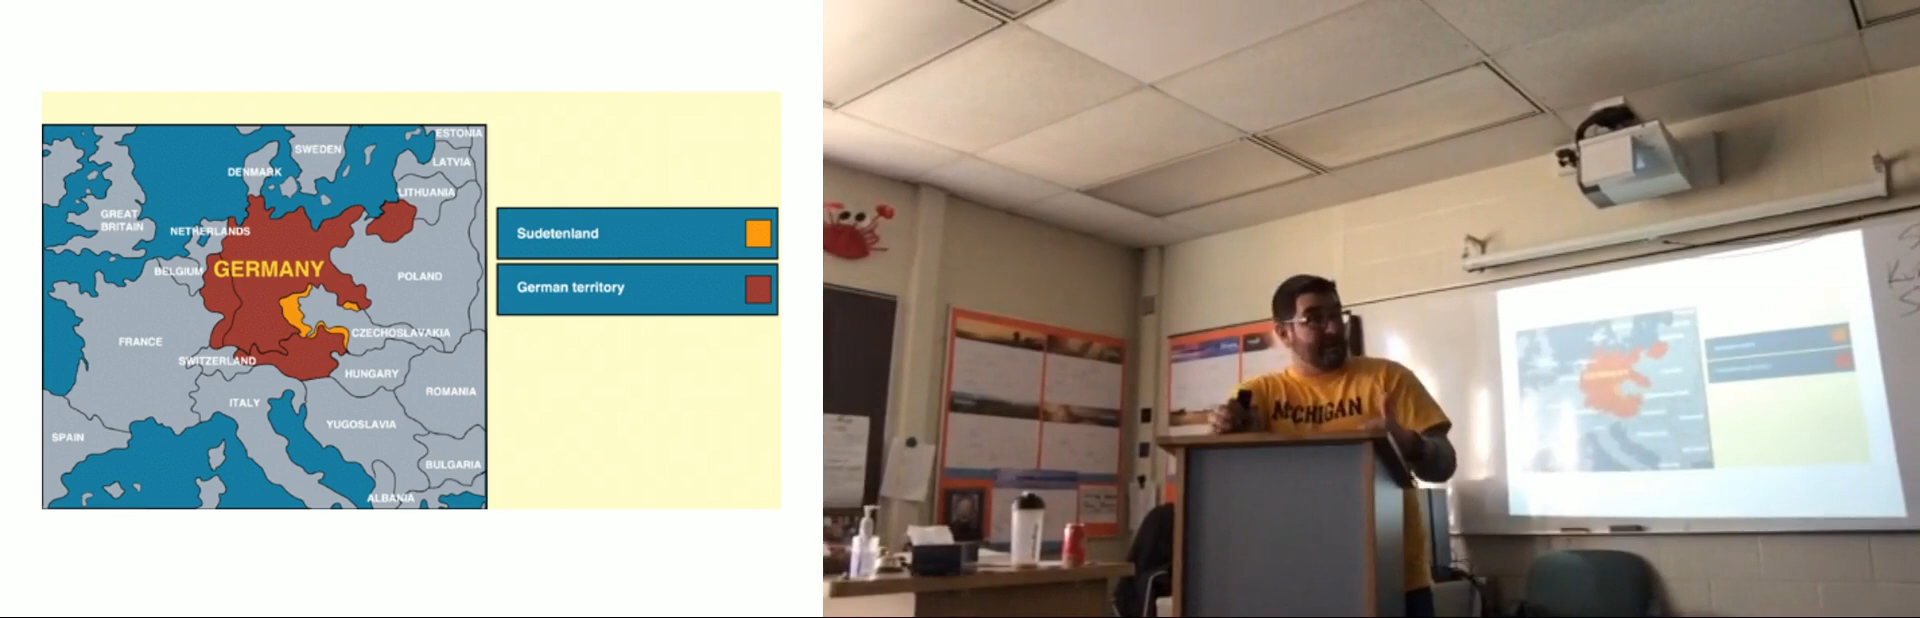 ESTONIA
SWEDEN
LATVIA
DENMARK
LITHUANIA
GREAT
BRITAIN
NETHERLANDS
Sudetenland
BELGIUM
GERMANY
POLAND
German territory
CZECHOSLAVAKIA
FRANCE
SWITZERLAND
HUNGARY
ROMANIA
ITALY
YUGOSLAVIA
SPAIN
BULGARIA
ALBANIA
MICHIGAN
GERMANY